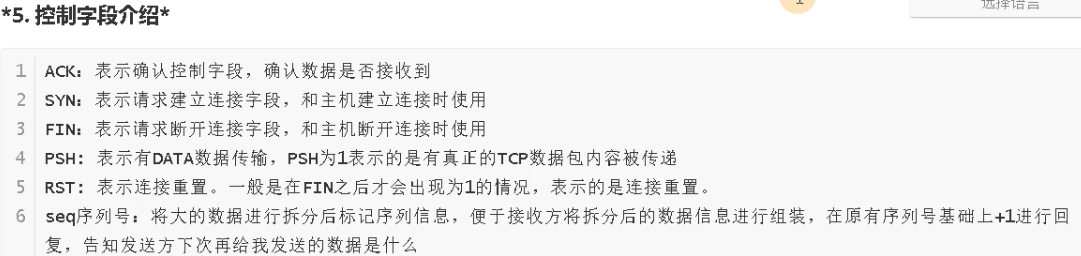 *5. 控制字段介绍*
选择语言
1 ACK：表示确认控制字段，确认数据是否接收到
2 SYN：表示请求建立连接字段，和主机建立连接时使用
3 FIN：表示请求断开连接字段，和主机断开连接时使用
4 PSH：表示有DATA数据传输，PSH为1表示的是有真正的TCP数据包内容被传递
5 RST：表示连接重置。一般是在FIN之后才会出现为1的情况，表示的是连接重置。
6 seq序列号：将大的数据进行拆分后标记序列信息，便于接收方将拆分后的数据信息进行组装，在原有序列号基础上+1进行回
复，告知发送方下次再给我发送的数据是什么